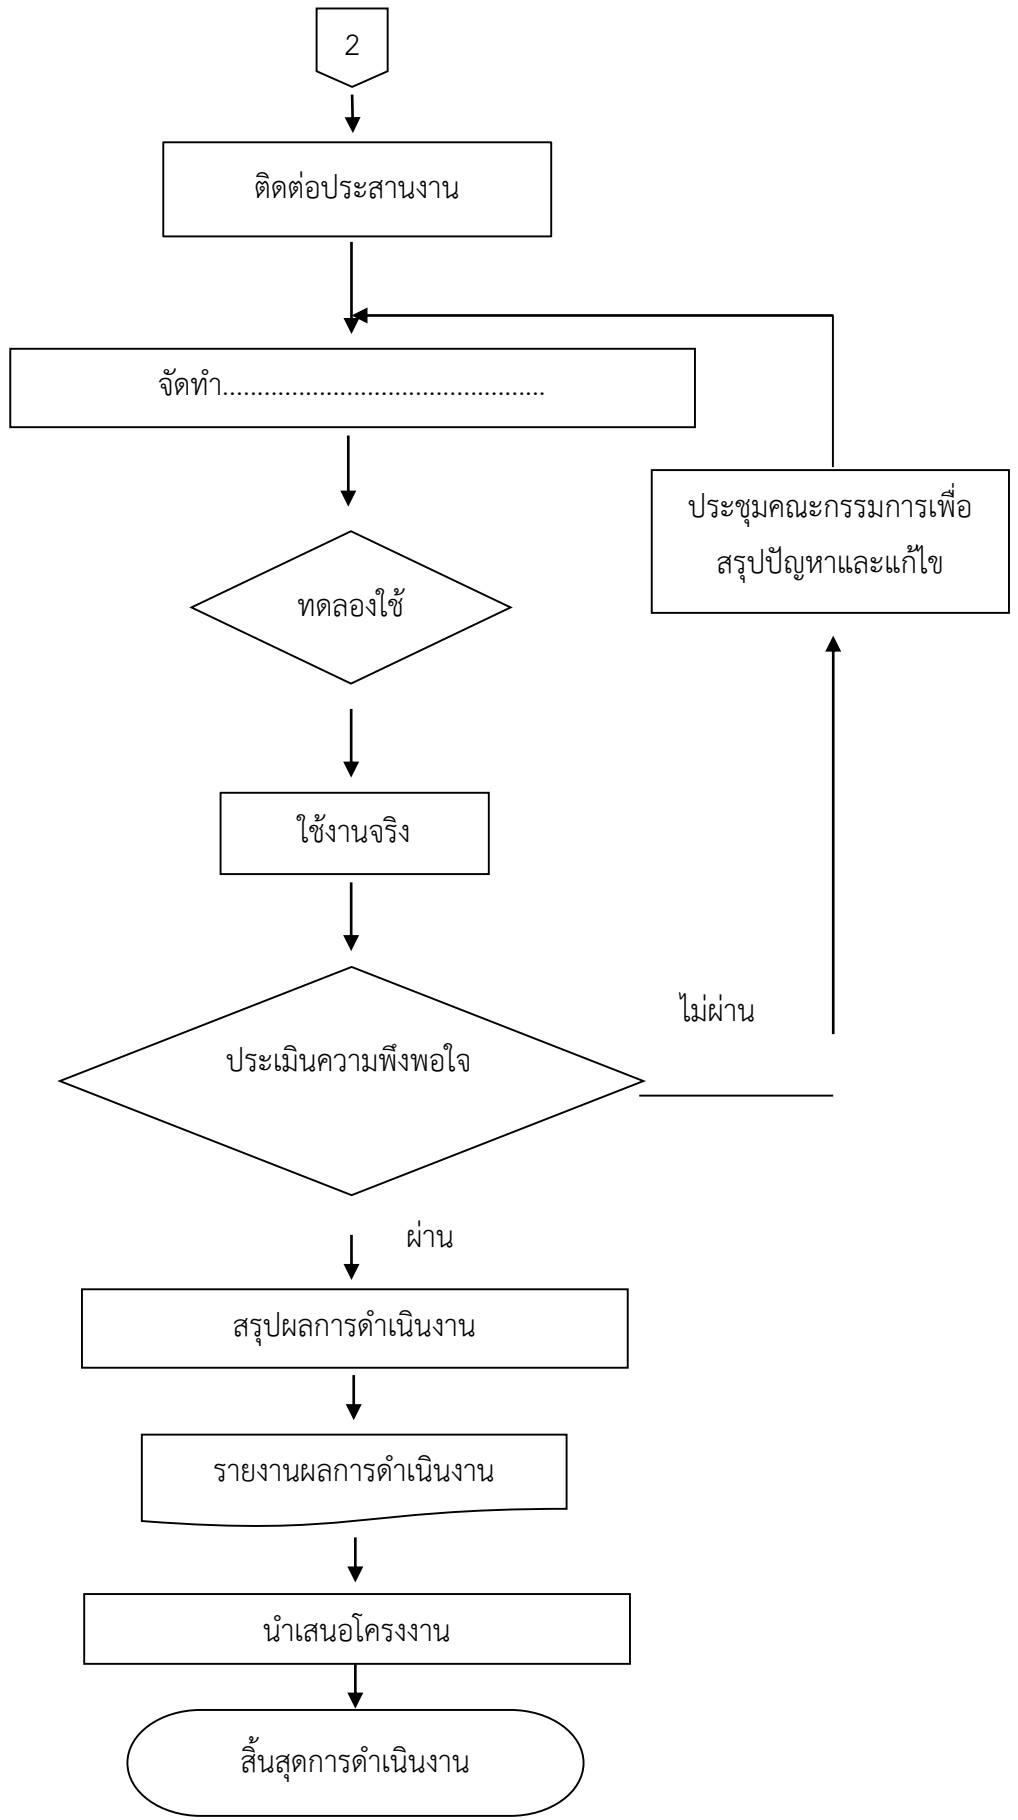 2
ติดต่อประสานงาน
จัดทำ...............................................
ประชุมคณะกรรมการเพื่อ
สรุปปัญหาและแก้ไข
ทดลองใช้
ใช้งานจริง
ไม่ผ่าน
ประเมินความพึงพอใจ
ผ่าน
สรุปผลการดำเนินงาน
รายงานผลการดำเนินงาน
นำเสนอโครงงาน
สิ้นสุดการดำเนินงาน